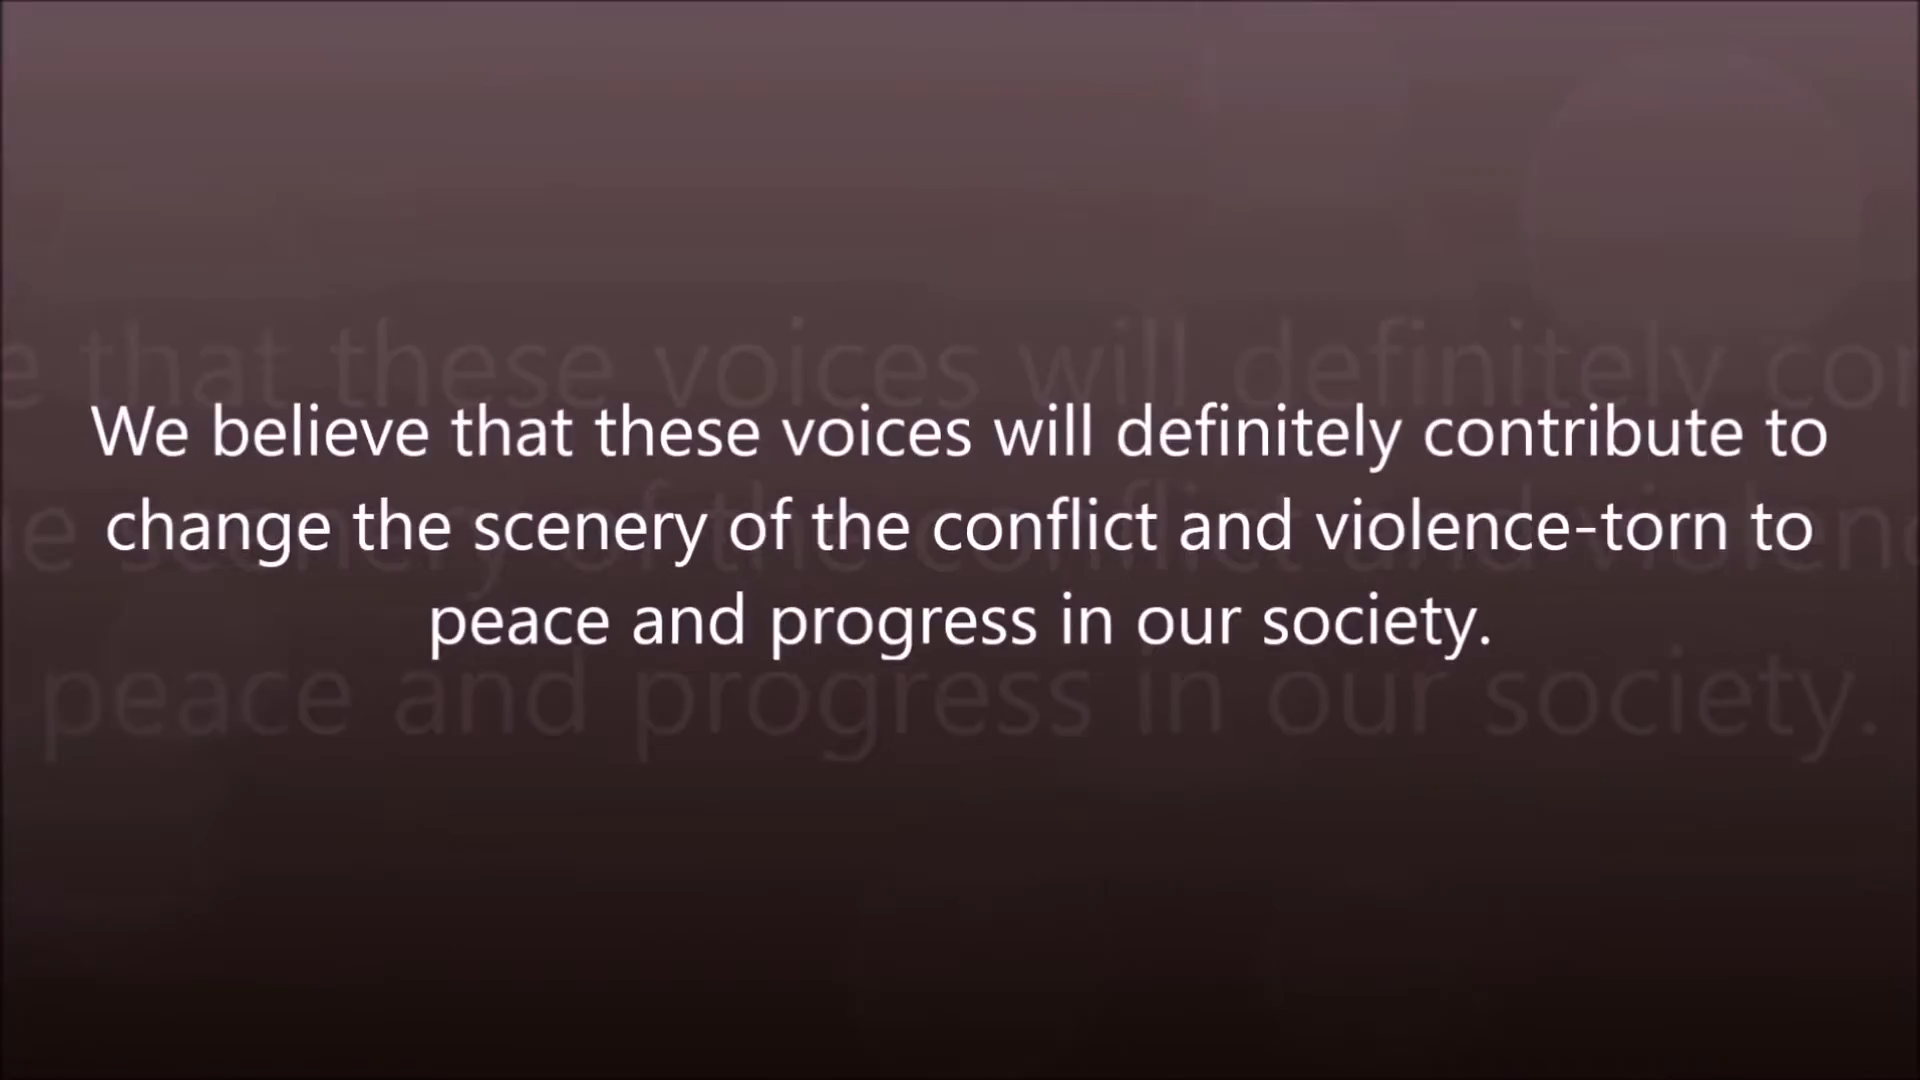 We believe that these voices will definitely contribute to
change the scenery of the conflict and violence-torn to
peace and progress in our society.